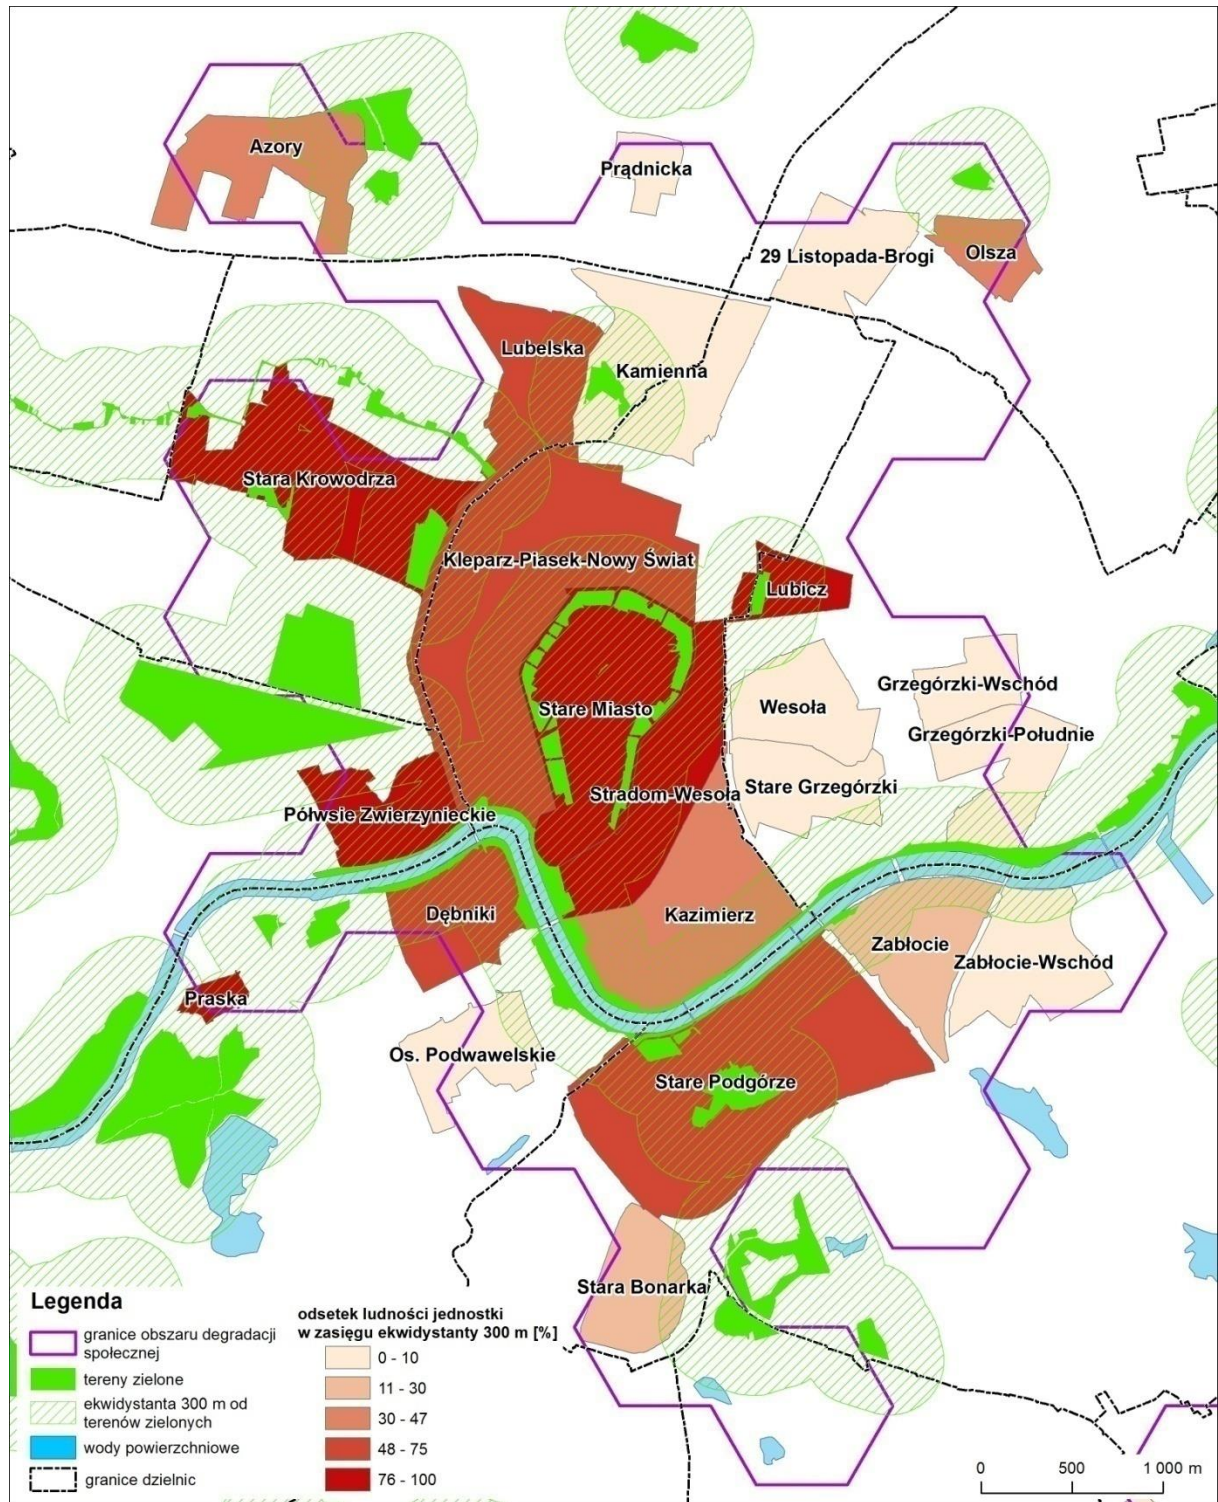 Azory
Prądnicka
29 Listopada-Brogi
Olsza
Lubelska
Kamienna
Stara Krowodrza
Kleparz-Piasek-Nowy Świat
Lubicz
Grzegórzki-Wschód
Stare Miasto
Wesoła
Grzegórzki-Południe
Stradom-Wesoła
Stare Grzegórzki
Półwsie Zwierzynieckie
Dębniki
Kazimierz
Zabłocie
Zabłocie-Wschód
Praska
Os. Podwawelskie
Stare Podgórze
Stara Bonarka
Legenda
granice obszaru degradacji
społecznej
tereny zielone
ekwidystanta 300 m od
terenów zielonych
wody powierzchniowe
granice dzielnic
odsetek ludności jednostki
w zasięgu ekwidystanty 300 m [%]
0 - 10
11 - 30
30 - 47
48 - 75
76 - 100
0 500 1 000 m